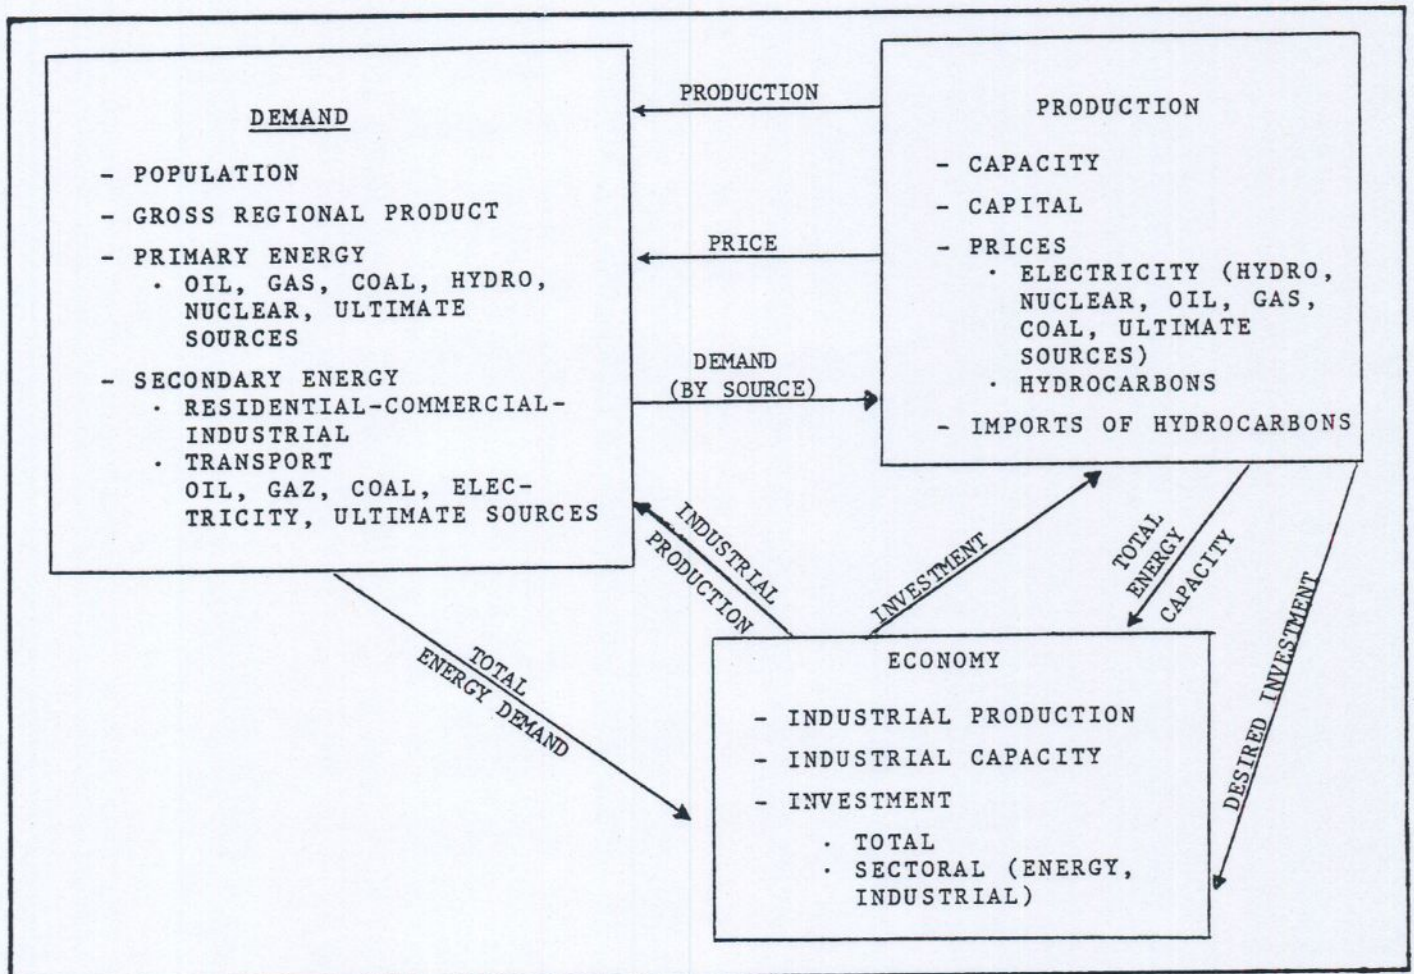 DEMAND
- POPULATION
- GROSS REGIONAL PRODUCT
- PRIMARY ENERGY
· OIL, GAS, COAL, HYDRO,
NUCLEAR, ULTIMATE
SOURCES
- SECONDARY ENERGY
· RESIDENTIAL-COMMERCIAL-
INDUSTRIAL
· TRANSPORT
OIL, GAZ, COAL, ELEC-
TRICITY, ULTIMATE SOURCES
PRODUCTION
PRICE
DEMAND
(BY SOURCE)
PRODUCTION
- CAPACITY
- CAPITAL
- PRICES
· ELECTRICITY (HYDRO,
NUCLEAR, OIL, GAS,
COAL, ULTIMATE
SOURCES)
· HYDROCARBONS
- IMPORTS OF HYDROCARBONS
INDUSTRIAL
PRODUCTION
INVESTMENT
TOTAL
ENERGY
CAPACITY
DESIRED INVESTMENT
TOTAL
ENERGY DEMAND
ECONOMY
- INDUSTRIAL PRODUCTION
- INDUSTRIAL CAPACITY
- INVESTMENT
· TOTAL
· SECTORAL (ENERGY,
INDUSTRIAL)